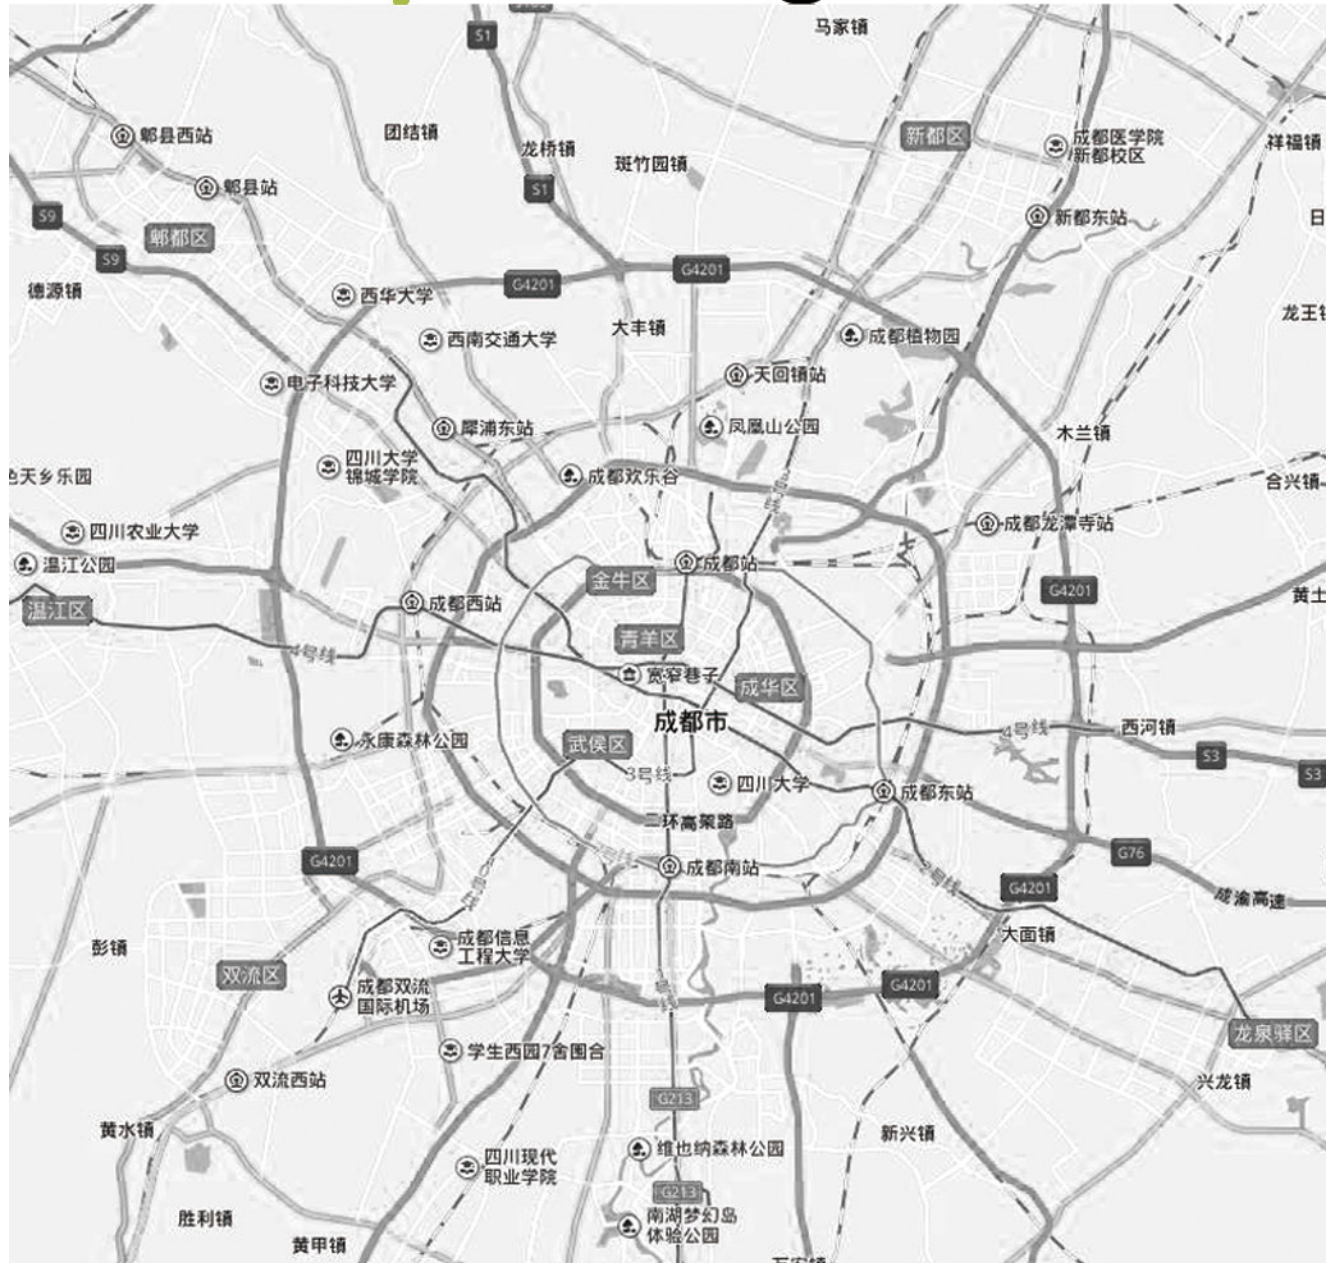 S1
马家镇
郫县西站
团结镇
龙桥镇
斑竹园镇
新都区
成都医学院
新都校区
祥福镇
郫县站
S1
S9
新都东站
日
郫都区
S9
德源镇
G4201
G4201
西华大学
龙王
大丰镇
成都植物园
西南交通大学
天回镇站
电子科技大学
犀浦东站
凤凰山公园
木兰镇
四川大学
锦城学院
成都欢乐谷
天乡乐园
合兴镇
四川农业大学
成都龙潭寺站
温江公园
成都站
金牛区
G4201
黄土
温江区
成都西站
青羊区
4号线
宽窄巷子
成华区
成都市
4号线
西河镇
永康森林公园
武侯区
S3
3号线
S3
四川大学
成都东站
二环高架路
G4201
成都南站
G76
2号线
G4201
成渝高速
大面镇
彭镇
成都信息
工程大学
双流区
成都双流
国际机场
G4201
G4201
龙泉驿区
学生西园7舍围合
双流西站
兴龙镇
G213
黄水镇
新兴镇
维也纳森林公园
四川现代
职业学院
G213
胜利镇
南湖梦幻岛
体验公园
黄甲镇